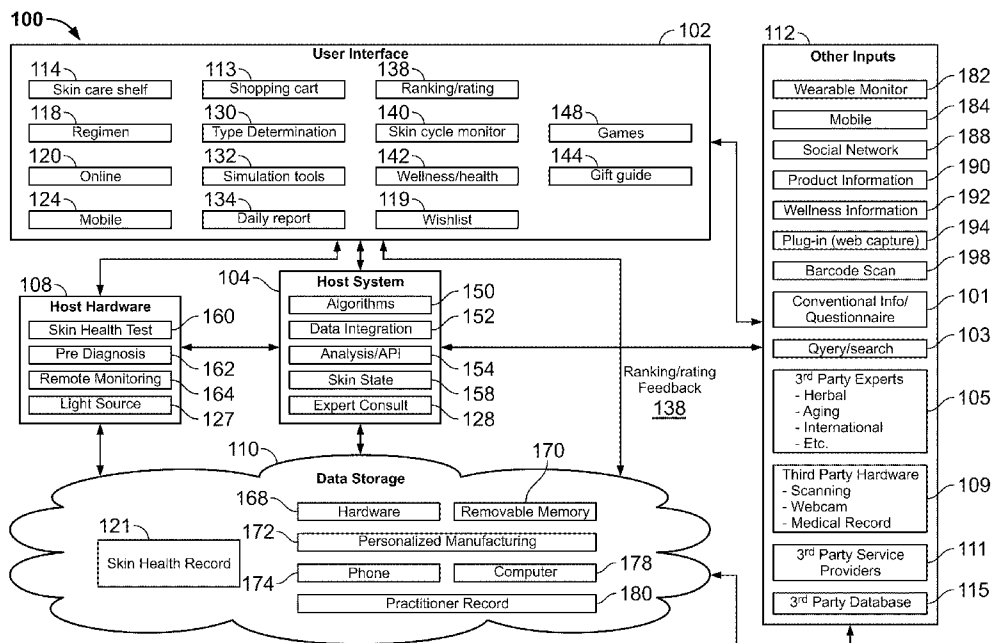 100
102
User Interface
114
Skin care shelf
113
Shopping cart
138
Ranking/rating
118
Regimen
130
Type Determination
140
Skin cycle monitor
148
Games
120
Online
132
Simulation tools
142
Wellness/health
144
Gift guide
124
Mobile
134
Daily report
119
Wishlist
108
Host Hardware
Skin Health Test
160
Pre Diagnosis
162
Remote Monitoring
164
Light Source
127
104
Host System
Algorithms
150
Data Integration
152
Analysis/API
154
Skin State
158
Expert Consult
128
Ranking/rating
Feedback
138
110
Data Storage
170
168
Hardware
Removable Memory
121
Skin Health Record
172
Personalized Manufacturing
174
Phone
Computer
178
Practitioner Record
180
112
Other Inputs
Wearable Monitor
182
Mobile
184
Social Network
188
Product Information
190
Wellness Information
192
Plug-in (web capture)
194
Barcode Scan
198
Conventional Info/
Questionnaire
101
Qyery/search
103
3rd Party Experts
- Herbal
- Aging
- International
- Etc.
105
Third Party Hardware
- Scanning
- Webcam
- Medical Record
109
3rd Party Service
Providers
111
3rd Party Database
115